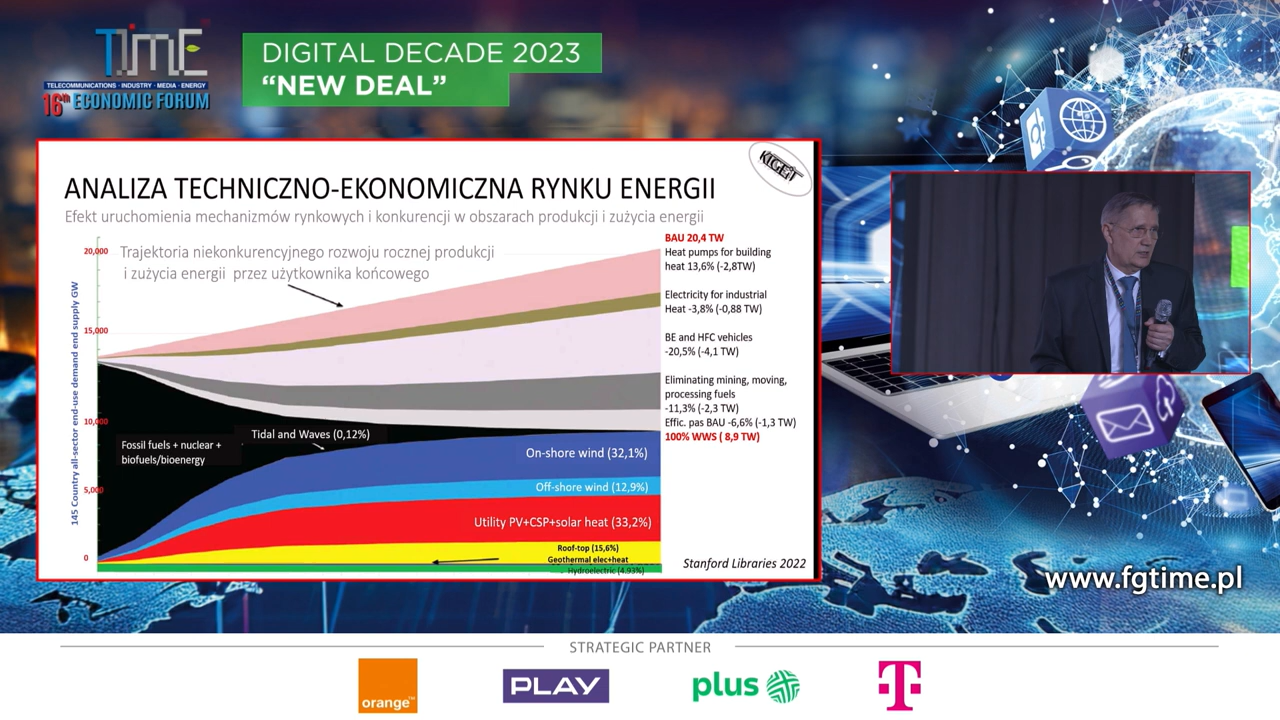 TIME
TELECOMMUNICATIONS · INDUSTRY · MEDIA · ENERGY
16th ECONOMIC FORUM
DIGITAL DECADE 2023
“NEW DEAL”
KIGEiT
ANALIZA TECHNICZNO-EKONOMICZNA RYNKU ENERGII
Efekt uruchomienia mechanizmów rynkowych i konkurencji w obszarach produkcji i zużycia energii
Trajektoria niekonkurencyjnego rozwoju rocznej produkcji
i zużycia energii przez użytkownika końcowego
145 Country all-sector end-use demand end supply GW
20,000
15,000
10,000
5,000
0
Fossil fuels + nuclear +
biofuels/bioenergy
Tidal and Waves (0,12%)
On-shore wind (32,1%)
Off-shore wind (12,9%)
Utility PV+CSP+solar heat (33,2%)
Roof-top (15,6%)
Geothermal elec+heat
Hydroelectric (4.93%)
BAU 20,4 TW
Heat pumps for building
heat 13,6% (-2,8TW)
Electricity for industrial
Heat -3,8% (-0,88 TW)
BE and HFC vehicles
-20,5% (-4,1 TW)
Eliminating mining, moving,
processing fuels
-11,3% (-2,3 TW)
Effic. pas BAU -6,6% (-1,3 TW)
100% WWS ( 8,9 TW)
Stanford Libraries 2022
www.fgtime.pl
STRATEGIC PARTNER
orange™
PLAY
plus
T